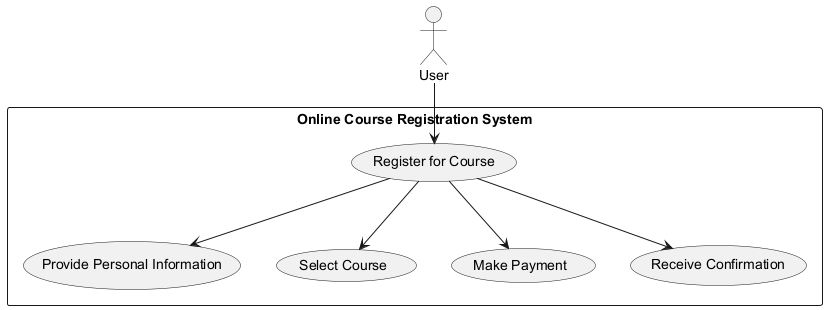 User
Online Course Registration System
Register for Course
Provide Personal Information
Select Course
Make Payment
Receive Confirmation